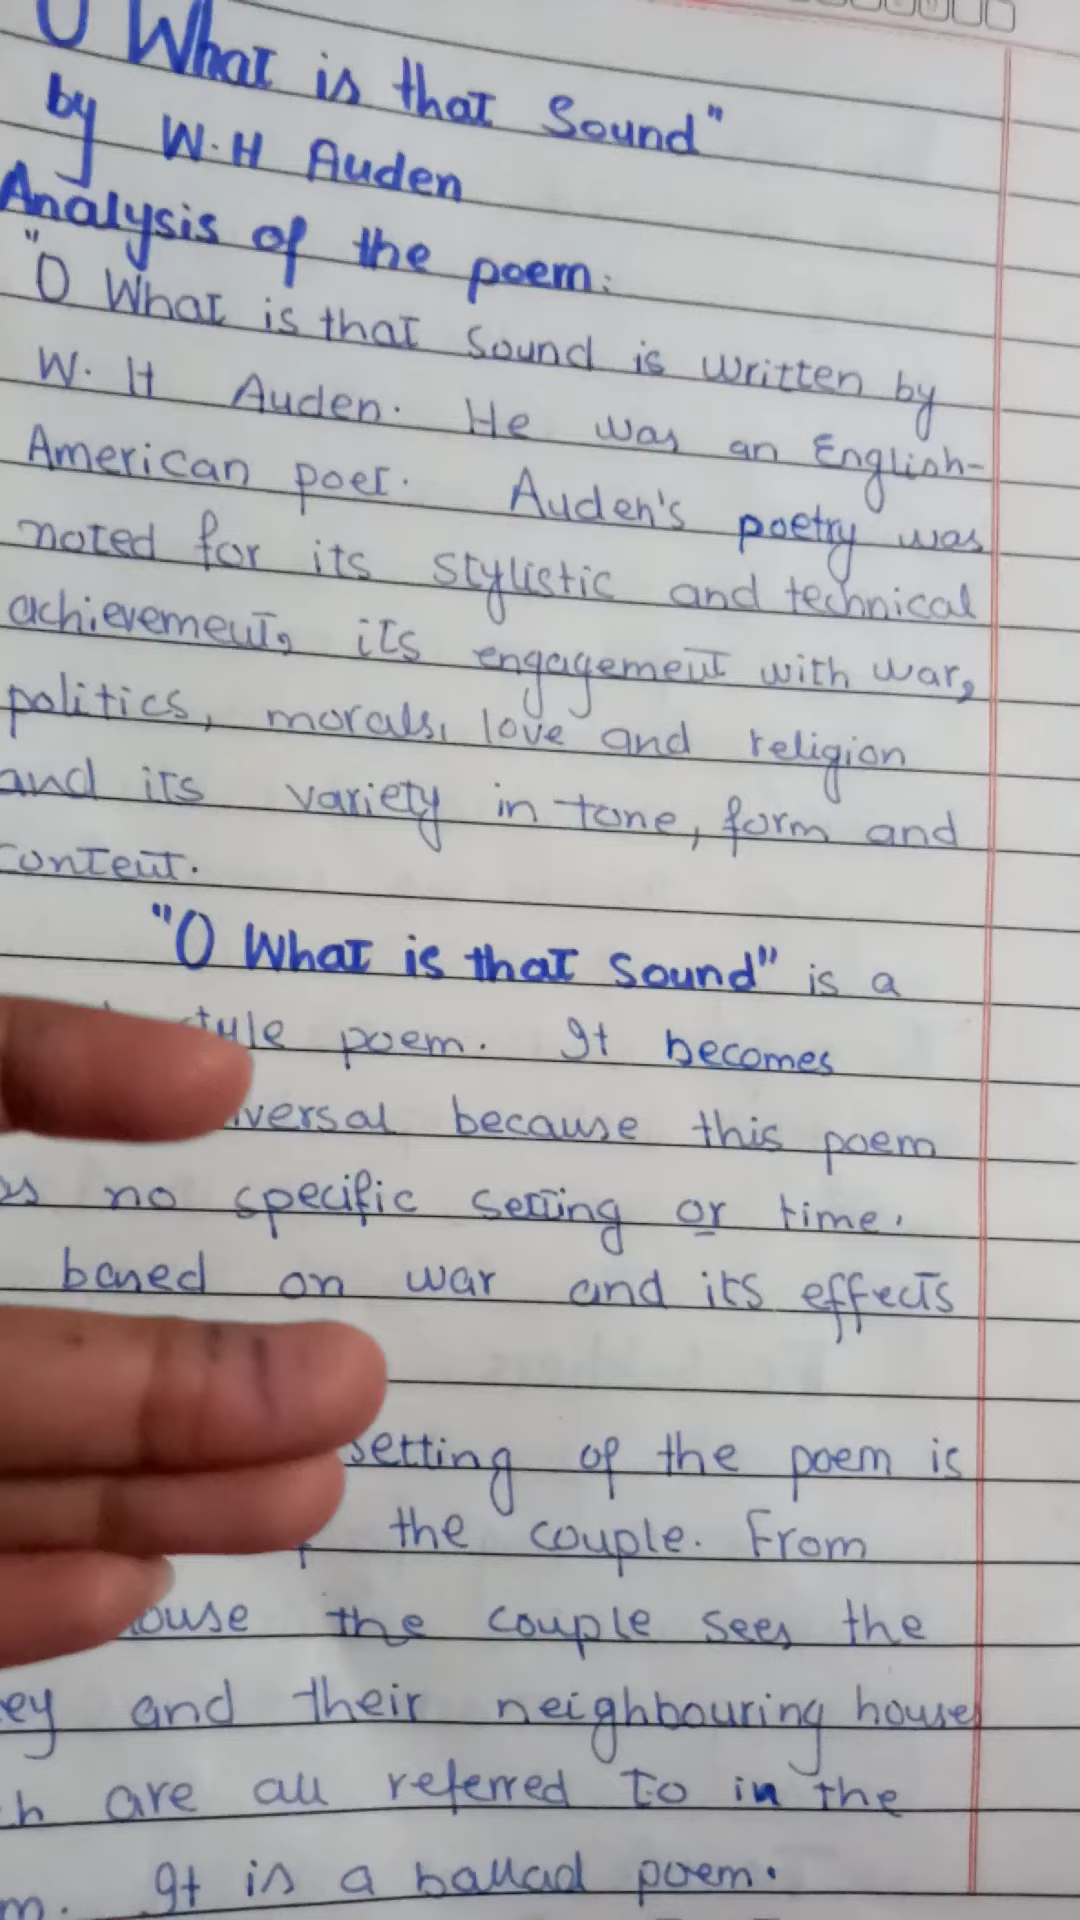 O What is that Sound"
by W.H Auden
Analysis of the poem:
"O What is that Sound is written by
W. H Auden. He was an English-
American poet. Auden's poetry was
noted for its stylistic and technical
achievement, its engagement with war,
politics, morals, love and religion
and its variety in tone, form and
content.
"O What is that Sound" is a
poem. It becomes
because this poem
no specific setting or time.
based on war and its effects
setting of the poem is
the couple. From
the couple sees the
and their neighbouring house
are all referred to in the
It is a ballad poem.